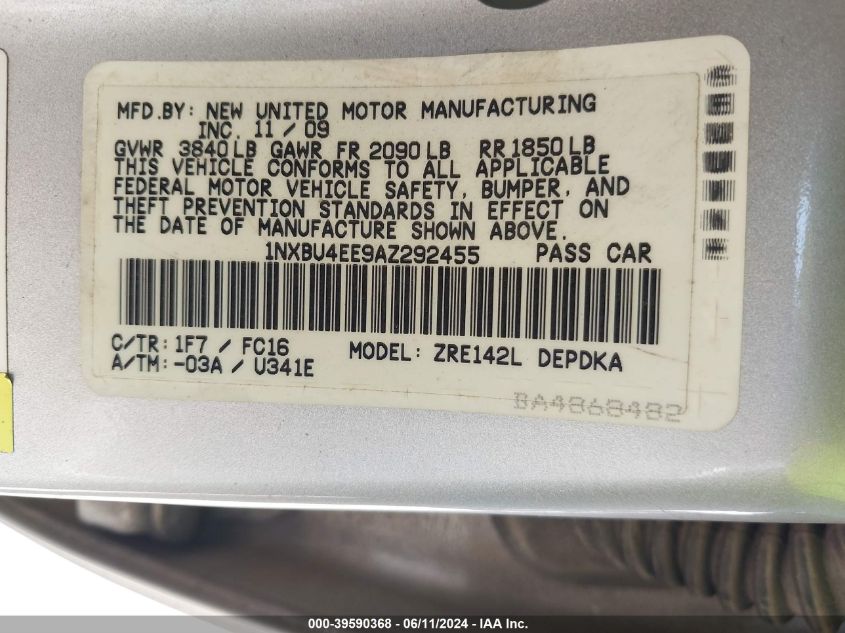 MFD.BY: NEW UNITED MOTOR MANUFACTURING
INC. 11 / 09
GVWR 3840 LB GAWR FR 2090 LB RR 1850 LB
THIS VEHICLE CONFORMS TO ALL APPLICABLE
FEDERAL MOTOR VEHICLE SAFETY, BUMPER, AND
THEFT PREVENTION STANDARDS IN EFFECT ON
THE DATE OF MANUFACTURE SHOWN ABOVE.
1NXBU4EE9AZ292455 PASS CAR
C/TR: 1F7 / FC16 MODEL: ZRE142L DEPDKA
A/TM: -03A / U341E
BA4868482
000-39590368 - 06/11/2024 - IAA Inc.